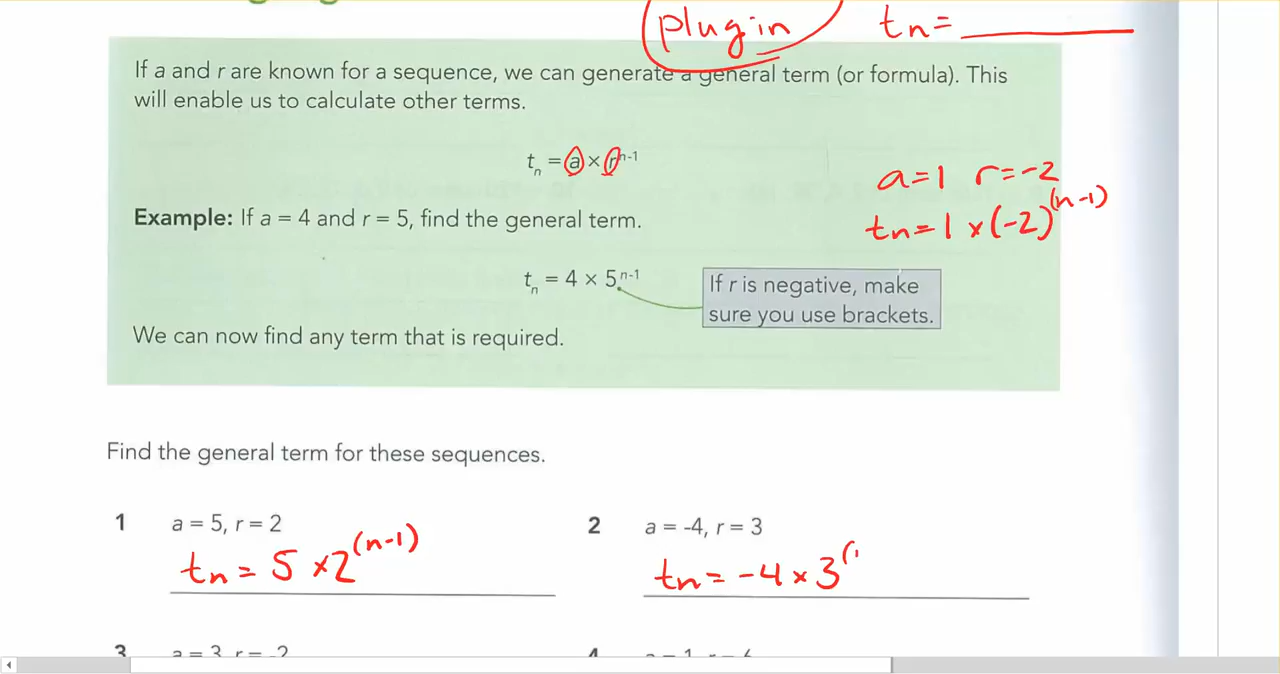 plug in tn=
If a and r are known for a sequence, we can generate a general term (or formula). This
will enable us to calculate other terms.
tn = a × r^n-1
a=1 r=-2
Example: If a = 4 and r = 5, find the general term.
tn = 1 × (-2)^(n-1)
tn = 4 × 5^n-1
If r is negative, make
sure you use brackets.
We can now find any term that is required.
Find the general term for these sequences.
1 a = 5, r = 2
tn = 5 × 2^(n-1)
2 a = -4, r = 3
tn = -4 × 3^(
3 a = 3, r = -2
4